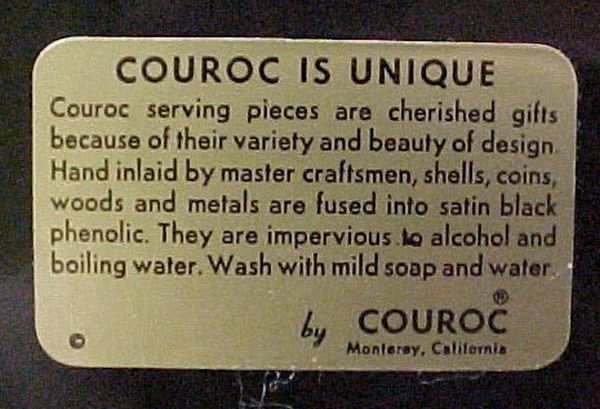 COUROC IS UNIQUE
Couroc serving pieces are cherished gifts
because of their variety and beauty of design.
Hand inlaid by master craftsmen, shells, coins,
woods and metals are fused into satin black
phenolic. They are impervious to alcohol and
boiling water. Wash with mild soap and water.
by COUROC®
Monterey, California
©